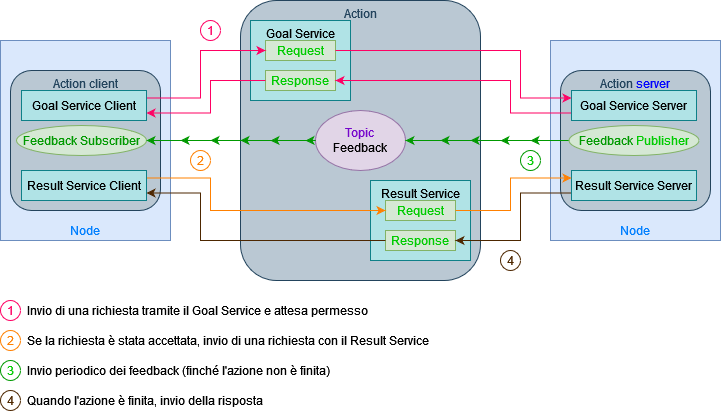 Action
1
Goal Service
Request
Response
Action client
Goal Service Client
Feedback Subscriber
Result Service Client
Node
2
Topic
Feedback
3
Action server
Goal Service Server
Feedback Publisher
Result Service Server
Node
Result Service
Request
Response
4
1 Invio di una richiesta tramite il Goal Service e attesa permesso
2 Se la richiesta è stata accettata, invio di una richiesta con il Result Service
3 Invio periodico dei feedback (finché l'azione non è finita)
4 Quando l'azione è finita, invio della risposta